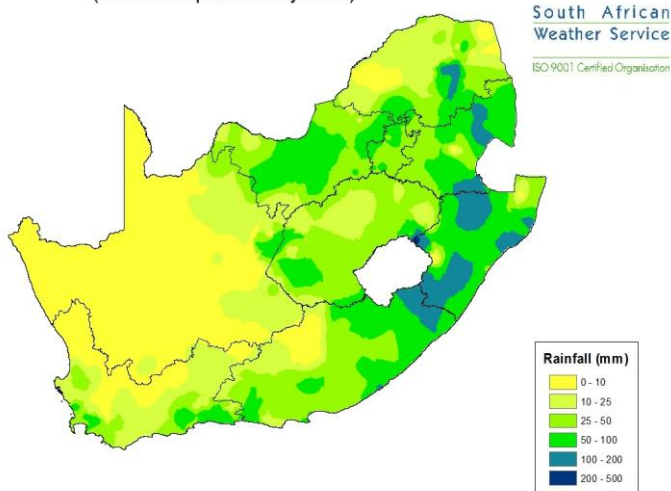 South African
Weather Service
ISO 9001 Certified Organisation
Rainfall (mm)
0 - 10
10 - 25
25 - 50
50 - 100
100 - 200
200 - 500